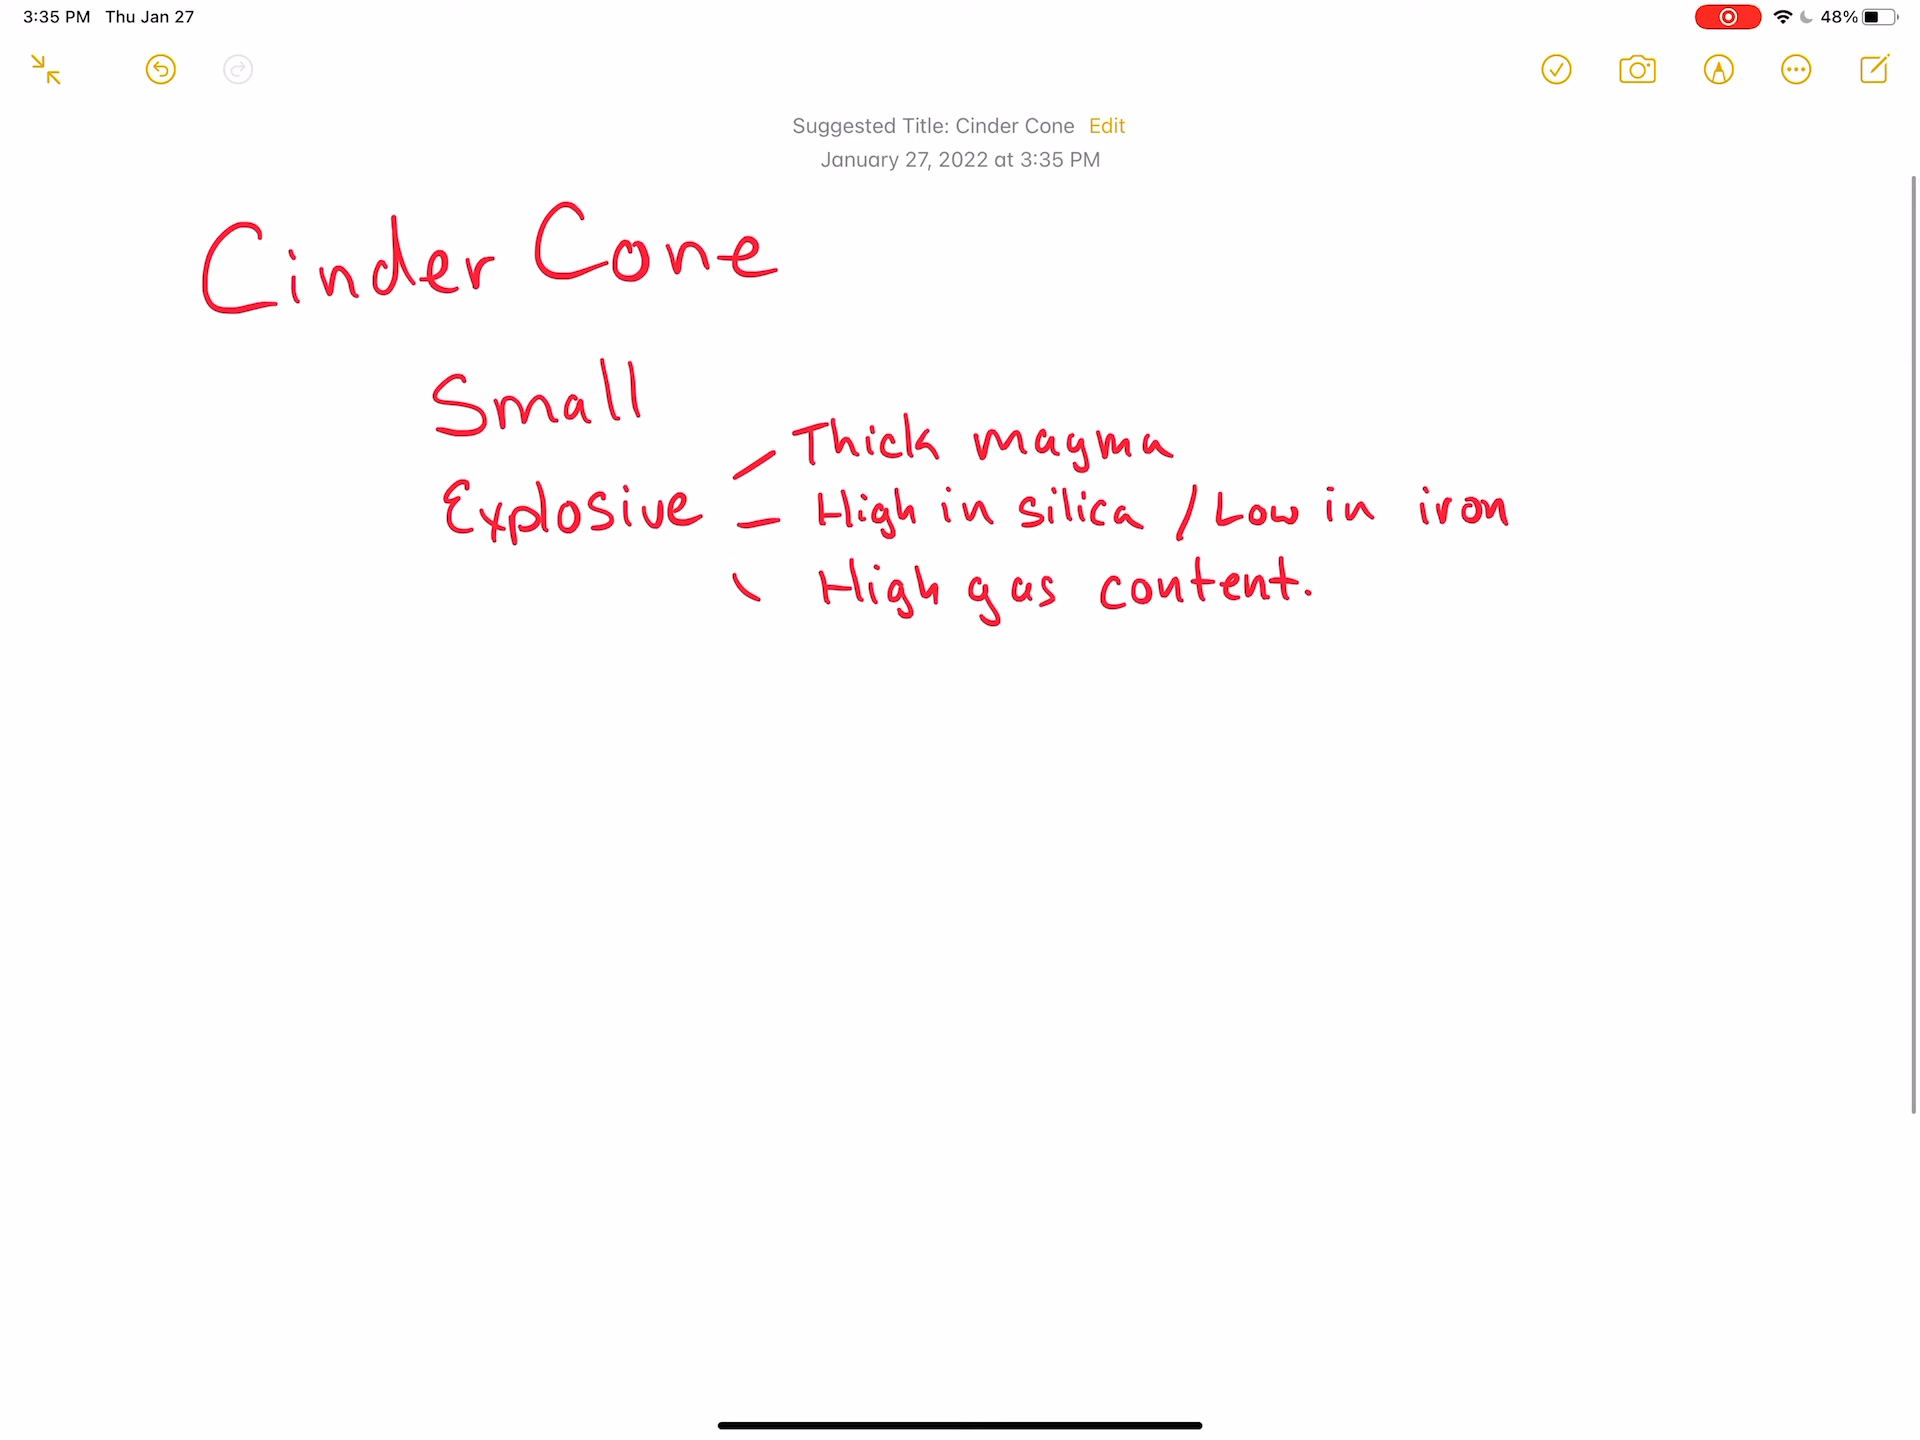 3:35 PM Thu Jan 27 48%
Suggested Title: Cinder Cone Edit
January 27, 2022 at 3:35 PM
Cinder Cone
Small
Explosive - Thick magma
- High in silica / Low in iron
High gas content.